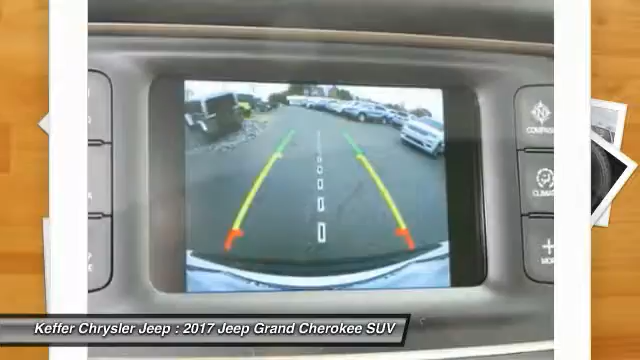 COMPASS
CLIMATE
MORE
Keffer Chrysler Jeep : 2017 Jeep Grand Cherokee SUV